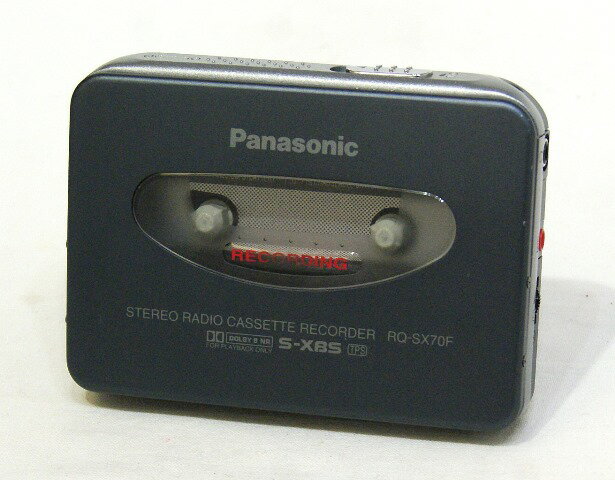 Panasonic
RECORDING
STEREO RADIO CASSETTE RECORDER RQ-SX70F
DOLBY B NR S-XBS TPS
FOR PLAYBACK ONLY